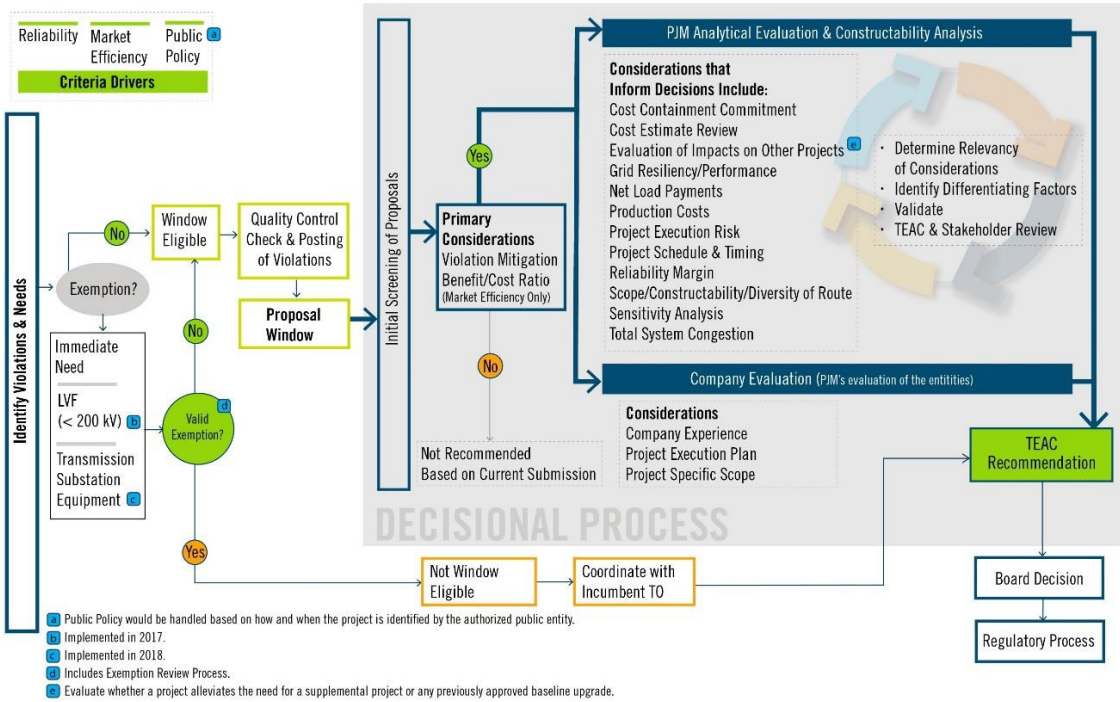 Reliability
Market
Efficiency
Public
Policy
a
Criteria Drivers
Identify Violations & Needs
No
Exemption?
Immediate
Need
LVF
(< 200 kV) b
Transmission
Substation
Equipment c
Window
Eligible
No
d
Valid
Exemption?
Yes
Quality Control
Check & Posting
of Violations
Proposal
Window
Initial Screening of Proposals
Yes
Primary
Considerations
Violation Mitigation
Benefit/Cost Ratio
(Market Efficiency Only)
No
Not Recommended
Based on Current Submission
PJM Analytical Evaluation & Constructability Analysis
Considerations that
Inform Decisions Include:
Cost Containment Commitment
Cost Estimate Review
Evaluation of Impacts on Other Projects e
Grid Resiliency/Performance
Net Load Payments
Production Costs
Project Execution Risk
Project Schedule & Timing
Reliability Margin
Scope/Constructability/Diversity of Route
Sensitivity Analysis
Total System Congestion
· Determine Relevancy
of Considerations
· Identify Differentiating Factors
· Validate
· TEAC & Stakeholder Review
Company Evaluation (PJM's evaluation of the entitities)
Considerations
Company Experience
Project Execution Plan
Project Specific Scope
DECISIONAL PROCESS
TEAC
Recommendation
Not Window
Eligible
Coordinate with
Incumbent TO
Board Decision
Regulatory Process
a Public Policy would be handled based on how and when the project is identified by the authorized public entity.
b Implemented in 2017.
c Implemented in 2018.
d Includes Exemption Review Process.
e Evaluate whether a project alleviates the need for a supplemental project or any previously approved baseline upgrade.